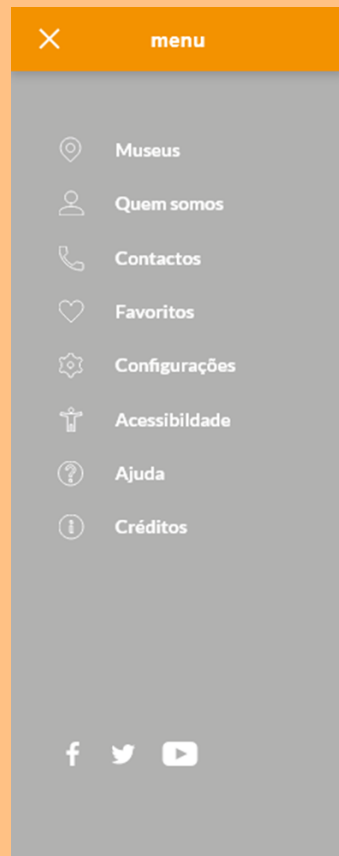 menu
Museus
Quem somos
Contactos
Favoritos
Configurações
Acessibildade
Ajuda
Créditos